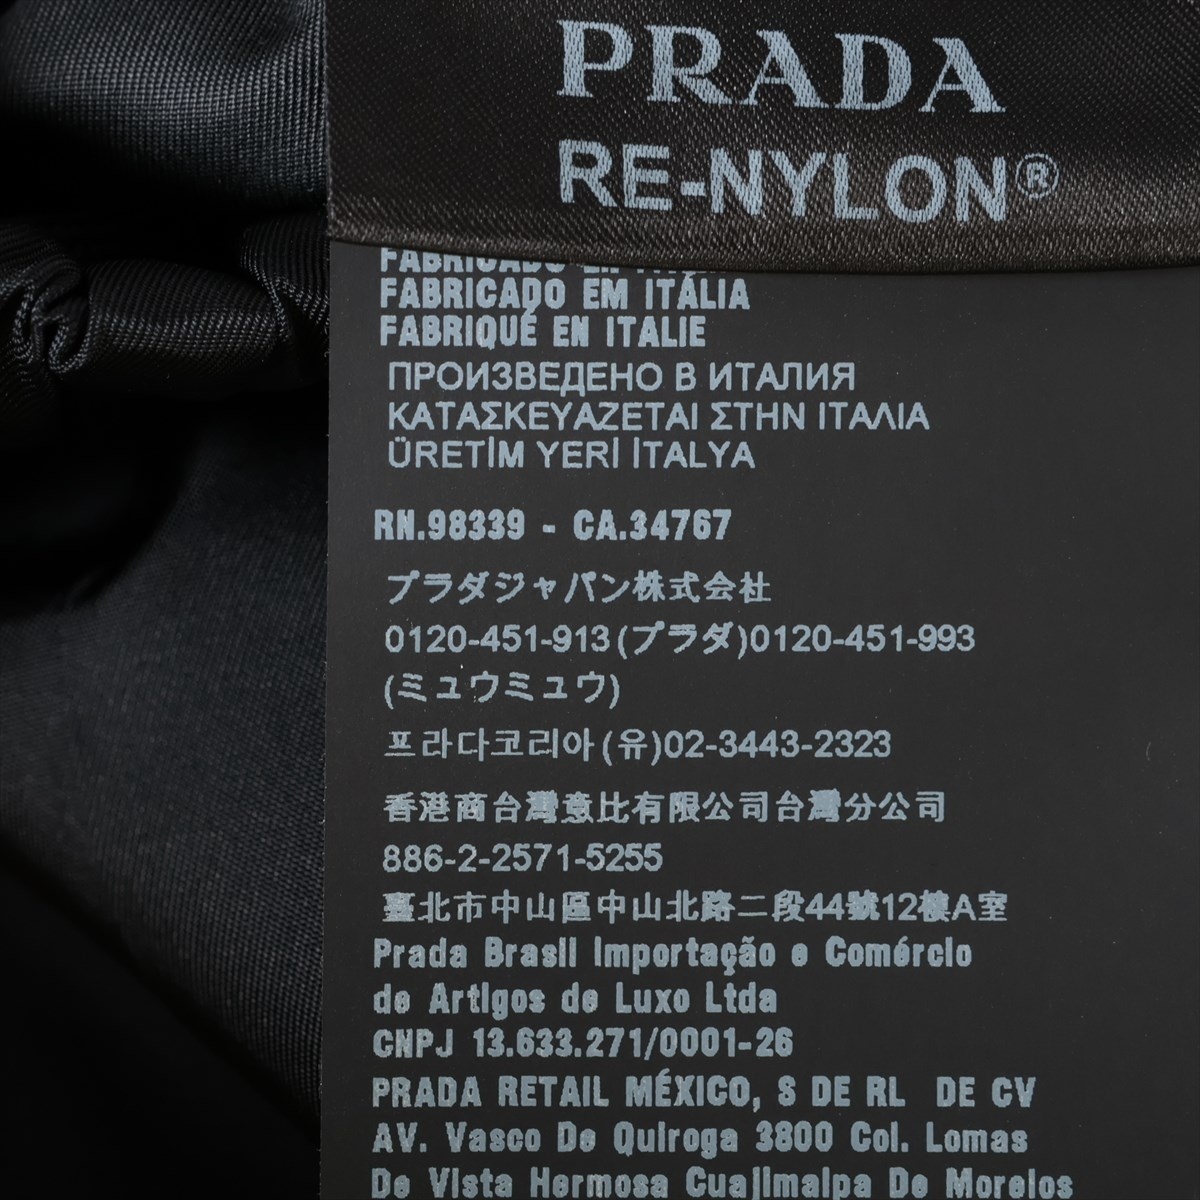 PRADA
RE-NYLON®
FABRICADO EN ITALIA
FABRICADO EM ITÁLIA
FABRIQUÉ EN ITALIE
ПРОИЗВЕДЕНО В ИТАЛИЯ
ΚΑΤΑΣΚΕΥΑΖΕΤΑΙ ΣΤΗΝ ΙΤΑΛΙΑ
ÜRETİM YERİ İTALYA
RN.98339 - CA.34767
プラダジャパン株式会社
0120-451-913(プラダ)0120-451-993
(ミュウミュウ)
프라다코리아(유)02-3443-2323
香港商台灣意比有限公司台灣分公司
886-2-2571-5255
臺北市中山區中山北路二段44號12樓A室
Prada Brasil Importação e Comércio
de Artigos de Luxo Ltda
CNPJ 13.633.271/0001-26
PRADA RETAIL MÉXICO, S DE RL DE CV
AV. Vasco De Quiroga 3800 Col. Lomas
De Vista Hermosa Cuajimalpa De Morelos